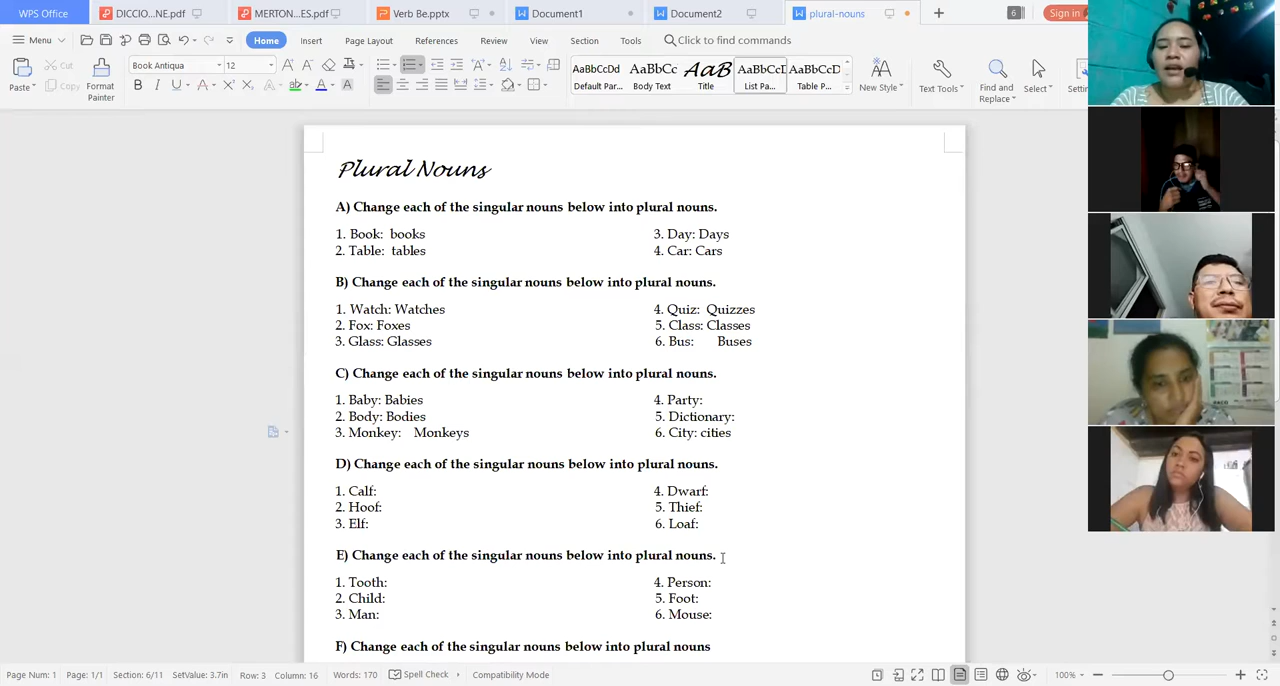 WPS Office DICCIO...NE.pdf MERTON...ES.pdf Verb Be.pptx Document1 Document2 plural-nouns 6 Sign in
Menu Home Insert Page Layout References Review View Section Tools Click to find commands
Paste Cut Copy Format Painter Book Antiqua 12 AaBbCcDd Default Par... AaBbCc Body Text AaB Title AaBbCcD List Pa... AaBbCcD Table P... New Style Text Tools Find and Replace Select
Plural Nouns
A) Change each of the singular nouns below into plural nouns.
1. Book: books 3. Day: Days
2. Table: tables 4. Car: Cars
B) Change each of the singular nouns below into plural nouns.
1. Watch: Watches 4. Quiz: Quizzes
2. Fox: Foxes 5. Class: Classes
3. Glass: Glasses 6. Bus: Buses
C) Change each of the singular nouns below into plural nouns.
1. Baby: Babies 4. Party:
2. Body: Bodies 5. Dictionary:
3. Monkey: Monkeys 6. City: cities
D) Change each of the singular nouns below into plural nouns.
1. Calf: 4. Dwarf:
2. Hoof: 5. Thief:
3. Elf: 6. Loaf:
E) Change each of the singular nouns below into plural nouns.
1. Tooth: 4. Person:
2. Child: 5. Foot:
3. Man: 6. Mouse:
F) Change each of the singular nouns below into plural nouns
Page Num: 1 Page: 1/1 Section: 6/11 SetValue: 3.7in Row: 3 Column: 16 Words: 170 Spell Check Compatibility Mode 100%